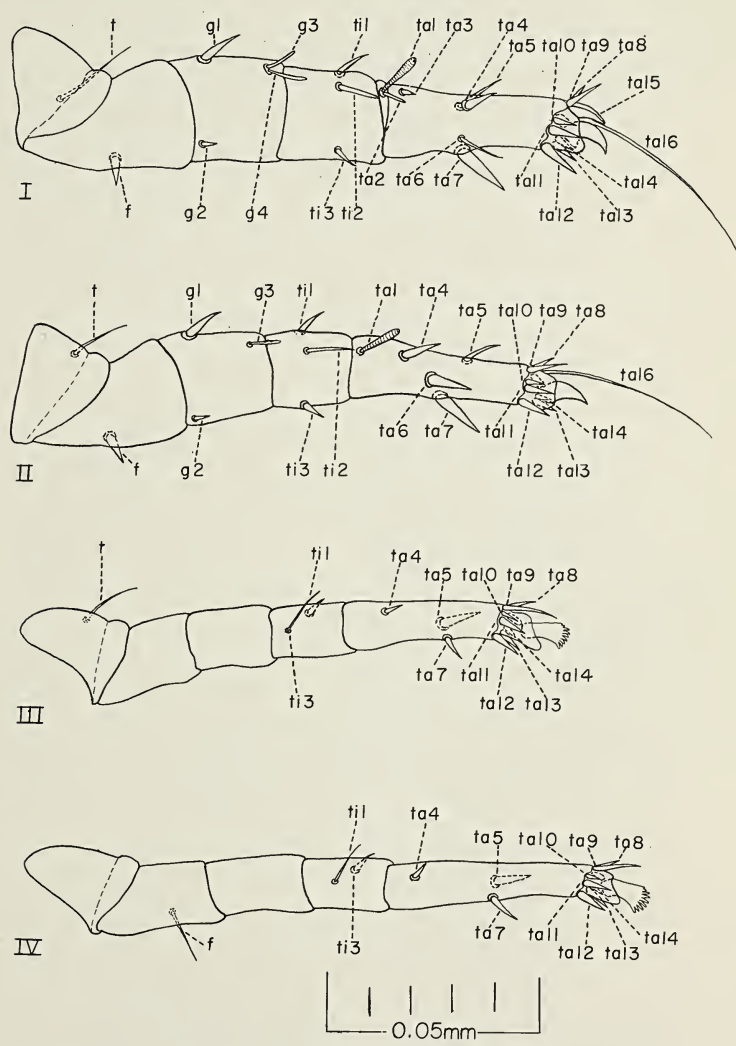 t g1 g3 ti1 ta1 ta3 ta4 ta5 ta10 ta9 ta8
ta15
ta16
I f g2 g4 ti3 ti2 ta2 ta6 ta7 ta11 ta12 ta13 ta14
t g1 g3 ti1 ta1 ta4 ta5 ta10 ta9 ta8
ta16
II f g2 ti3 ti2 ta6 ta7 ta11 ta12 ta13 ta14
t ti1 ta4 ta5 ta10 ta9 ta8
III ti3 ta7 ta11 ta12 ta13 ta14
ti1 ta4 ta5 ta10 ta9 ta8
IV f ti3 ta7 ta11 ta12 ta13 ta14
0.05mm